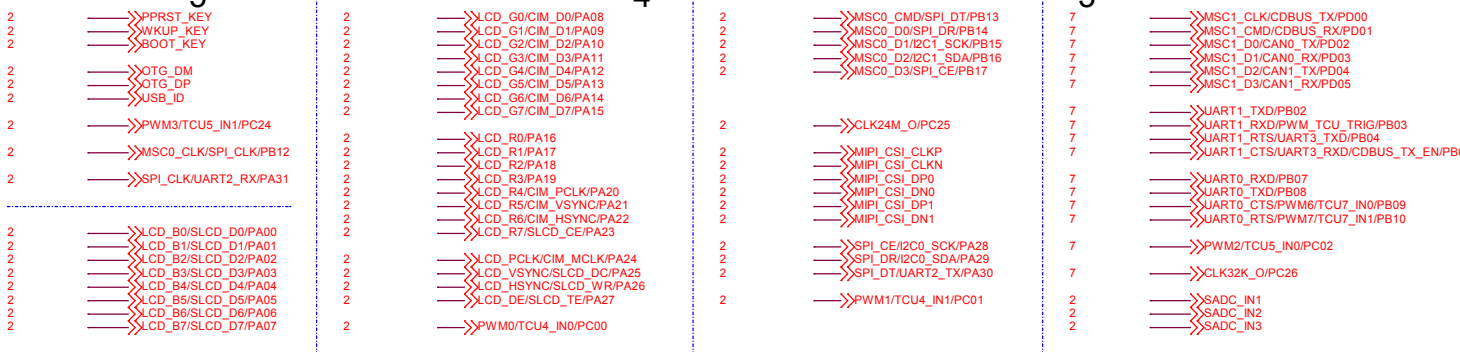 2 PPRST_KEY
2 WKUP_KEY
2 BOOT_KEY
2 OTG_DM
2 OTG_DP
2 USB_ID
2 PWM3/TCU5_IN1/PC24
2 MSC0_CLK/SPI_CLK/PB12
2 SPI_CLK/UART2_RX/PA31
2 LCD_B0/SLCD_D0/PA00
2 LCD_B1/SLCD_D1/PA01
2 LCD_B2/SLCD_D2/PA02
2 LCD_B3/SLCD_D3/PA03
2 LCD_B4/SLCD_D4/PA04
2 LCD_B5/SLCD_D5/PA05
2 LCD_B6/SLCD_D6/PA06
2 LCD_B7/SLCD_D7/PA07
4
2 LCD_G0/CIM_D0/PA08
2 LCD_G1/CIM_D1/PA09
2 LCD_G2/CIM_D2/PA10
2 LCD_G3/CIM_D3/PA11
2 LCD_G4/CIM_D4/PA12
2 LCD_G5/CIM_D5/PA13
2 LCD_G6/CIM_D6/PA14
2 LCD_G7/CIM_D7/PA15
2 LCD_R0/PA16
2 LCD_R1/PA17
2 LCD_R2/PA18
2 LCD_R3/PA19
2 LCD_R4/CIM_PCLK/PA20
2 LCD_R5/CIM_VSYNC/PA21
2 LCD_R6/CIM_HSYNC/PA22
2 LCD_R7/SLCD_CE/PA23
2 LCD_PCLK/CIM_MCLK/PA24
2 LCD_VSYNC/SLCD_DC/PA25
2 LCD_HSYNC/SLCD_WR/PA26
2 LCD_DE/SLCD_TE/PA27
2 PWM0/TCU4_IN0/PC00
2 MSC0_CMD/SPI_DT/PB13
2 MSC0_D0/SPI_DR/PB14
2 MSC0_D1/I2C1_SCK/PB15
2 MSC0_D2/I2C1_SDA/PB16
2 MSC0_D3/SPI_CE/PB17
2 CLK24M_O/PC25
2 MIPI_CSI_CLKP
2 MIPI_CSI_CLKN
2 MIPI_CSI_DP0
2 MIPI_CSI_DN0
2 MIPI_CSI_DP1
2 MIPI_CSI_DN1
2 SPI_CE/I2C0_SCK/PA28
2 SPI_DR/I2C0_SDA/PA29
2 SPI_DT/UART2_TX/PA30
2 PWM1/TCU4_IN1/PC01
7 MSC1_CLK/CDBUS_TX/PD00
7 MSC1_CMD/CDBUS_RX/PD01
7 MSC1_D0/CAN0_TX/PD02
7 MSC1_D1/CAN0_RX/PD03
7 MSC1_D2/CAN1_TX/PD04
7 MSC1_D3/CAN1_RX/PD05
7 UART1_TXD/PB02
7 UART1_RXD/PWM_TCU_TRIG/PB03
7 UART1_RTS/UART3_TXD/PB04
7 UART1_CTS/UART3_RXD/CDBUS_TX_EN/PB
7 UART0_RXD/PB07
7 UART0_TXD/PB08
7 UART0_CTS/PWM6/TCU7_IN0/PB09
7 UART0_RTS/PWM7/TCU7_IN1/PB10
7 PWM2/TCU5_IN0/PC02
7 CLK32K_O/PC26
2 SADC_IN1
2 SADC_IN2
2 SADC_IN3